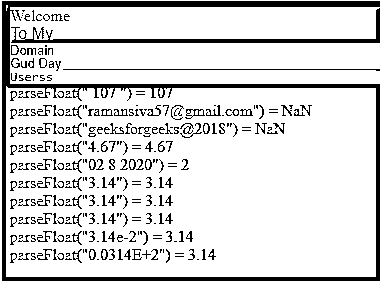 Welcome
To My
Domain
Gud Day
Userss
parseFloat(" 107 ") = 107
parseFloat("ramansiva57@gmail.com") = NaN
parseFloat("geeksforgeeks@2018") = NaN
parseFloat("4.67") = 4.67
parseFloat("02 8 2020") = 2
parseFloat("3.14") = 3.14
parseFloat("3.14") = 3.14
parseFloat("3.14") = 3.14
parseFloat("3.14e-2") = 3.14
parseFloat("0.0314E+2") = 3.14